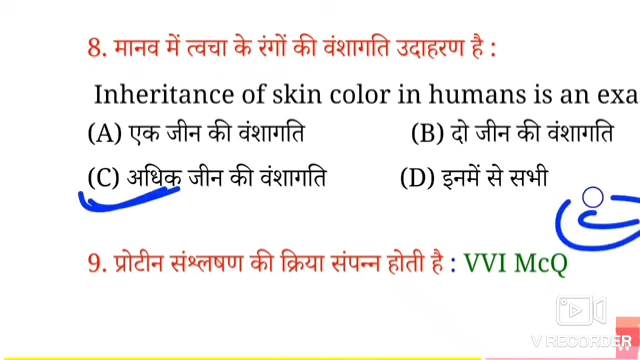 8. मानव में त्वचा के रंगों की वंशागति उदाहरण है :
Inheritance of skin color in humans is an exa
(A) एक जीन की वंशागति (B) दो जीन की वंशागति
(C) अधिक जीन की वंशागति (D) इनमें से सभी
9. प्रोटीन संश्लषण की क्रिया संपन्न होती है : VVI McQ
V RECORDER